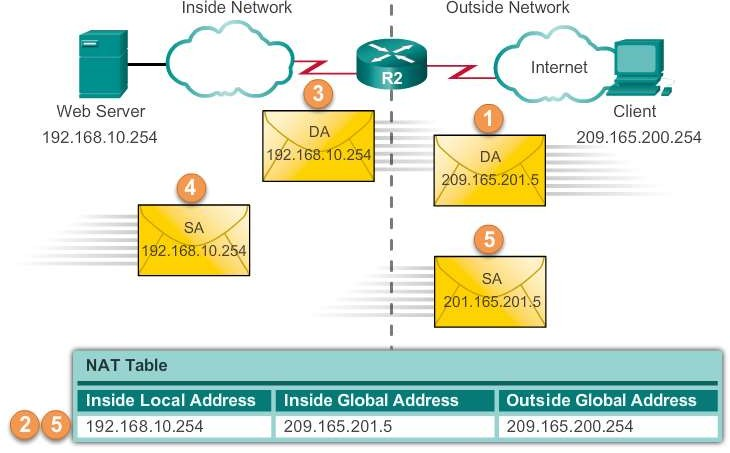 Inside Network
Outside Network
R2
Internet
Web Server
192.168.10.254
Client
209.165.200.254
3
DA
192.168.10.254
1
DA
209.165.201.5
4
SA
192.168.10.254
5
SA
201.165.201.5
NAT Table
Inside Local Address Inside Global Address Outside Global Address
2 5 192.168.10.254 209.165.201.5 209.165.200.254